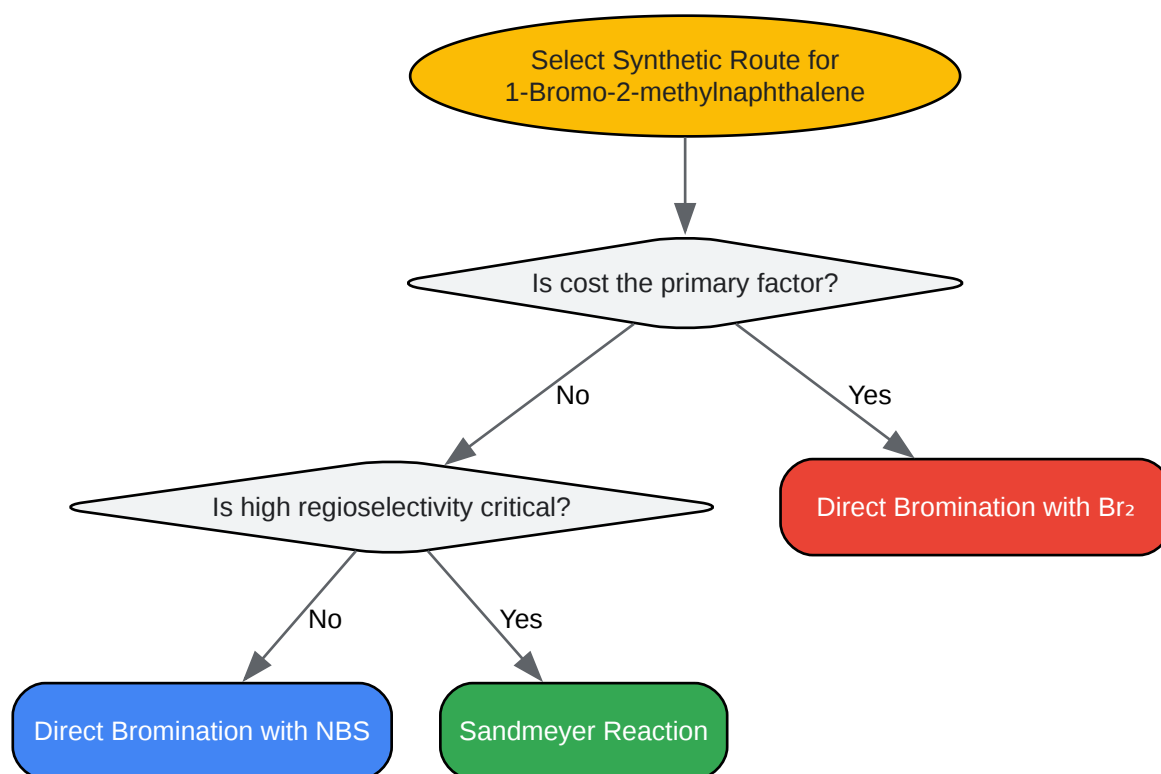 Select Synthetic Route for
1-Bromo-2-methylnaphthalene
Is cost the primary factor?
No
Yes
Is high regioselectivity critical?
Direct Bromination with Br₂
No
Yes
Direct Bromination with NBS
Sandmeyer Reaction